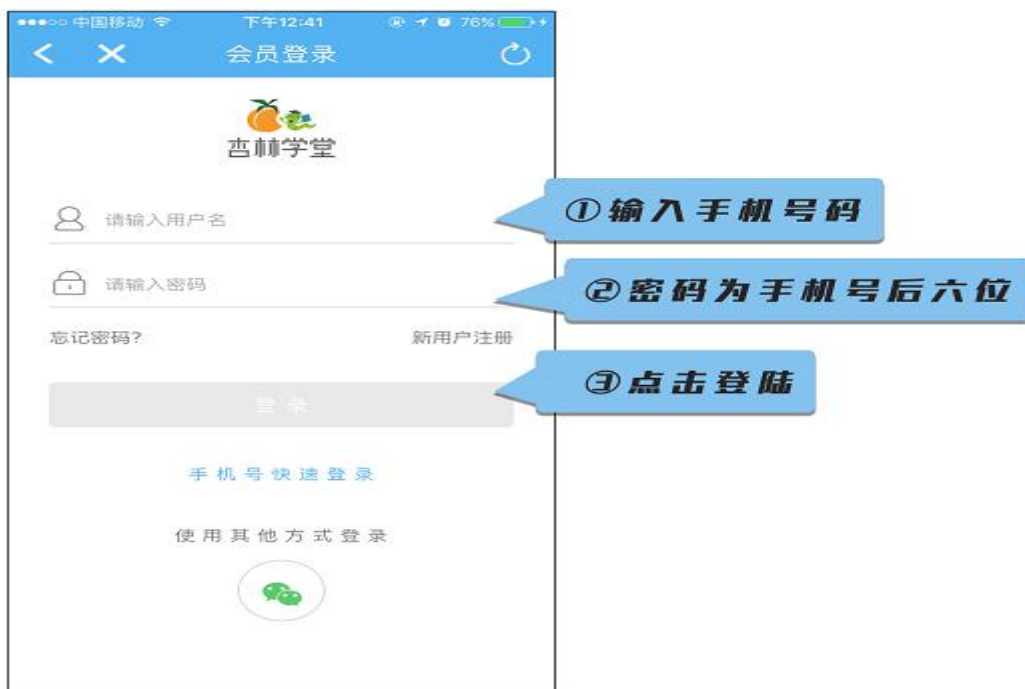 中国移动 下午12:41 76%
会员登录
杏林学堂
请输入用户名
①输入手机号码
请输入密码
②密码为手机号后六位
忘记密码? 新用户注册
登录
③点击登陆
手机号快速登录
使用其他方式登录